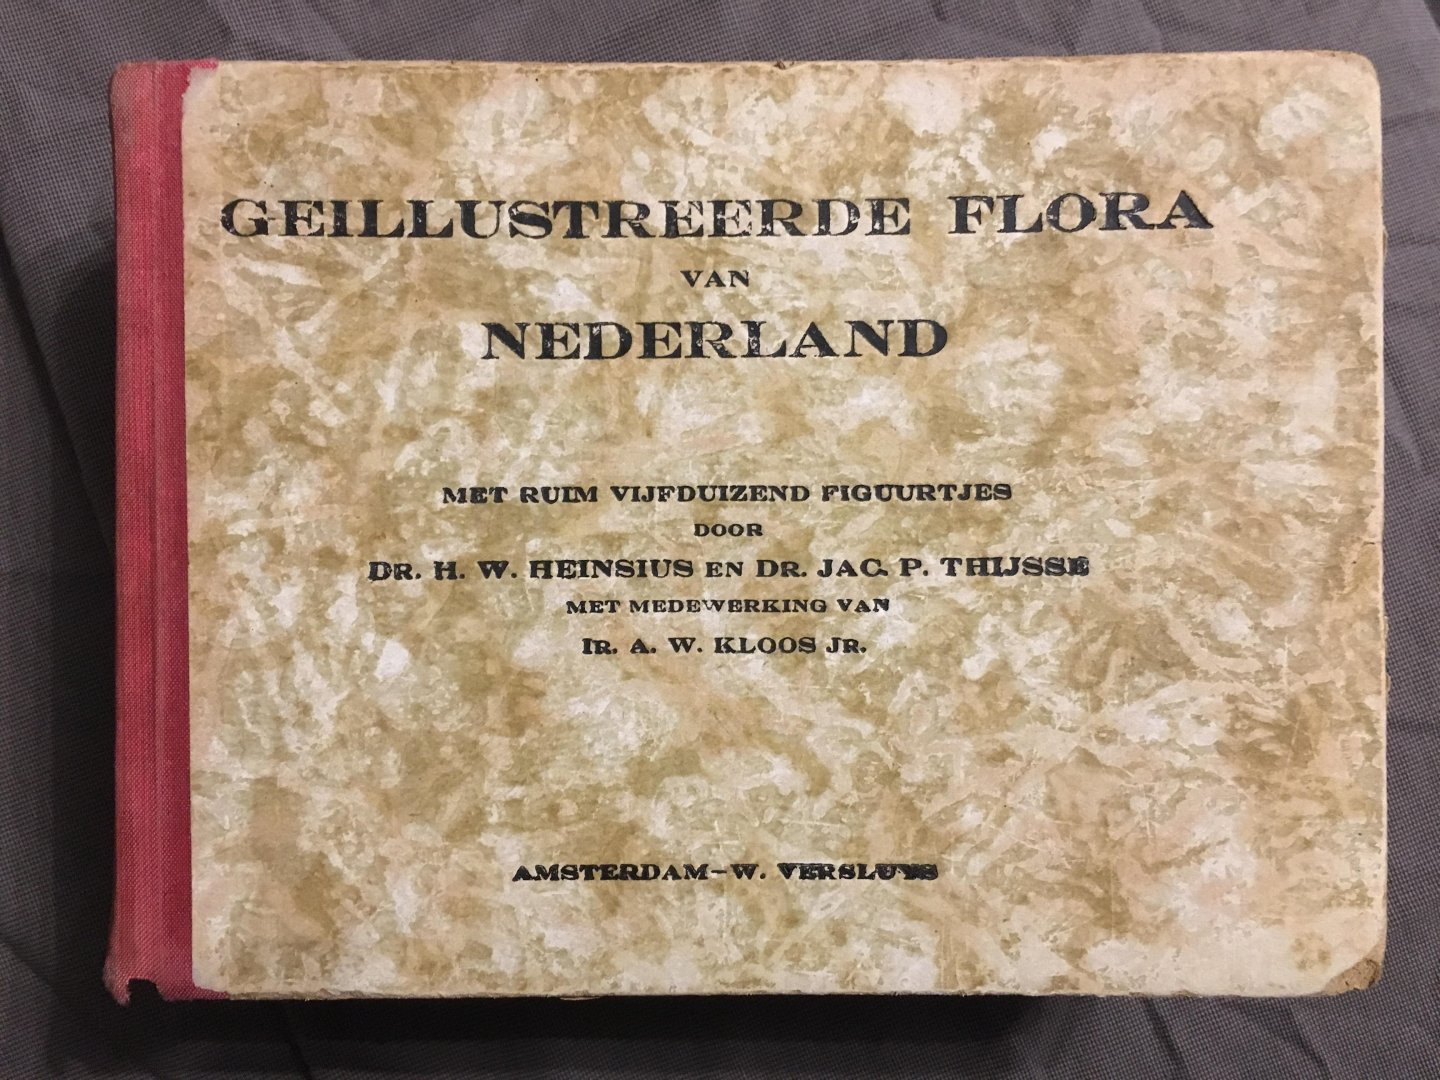 GEILLUSTREERDE FLORA
VAN
NEDERLAND
MET RUIM VIJFDUIZEND FIGUURTJES
DOOR
DR. H. W. HEINSIUS EN DR. JAC. P. THIJSSE
MET MEDEWERKING VAN
IR. A. W. KLOOS JR.
AMSTERDAM–W. VERSLUYS